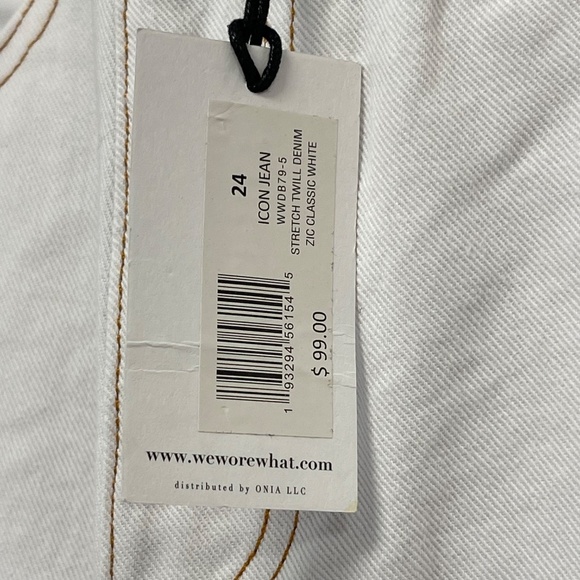 24
ICON JEAN
WWDB79-5
STRETCH TWILL DENIM
ZIC CLASSIC WHITE
1 93294 56154 5
$ 99.00
www.weworewhat.com
distributed by ONIA LLC